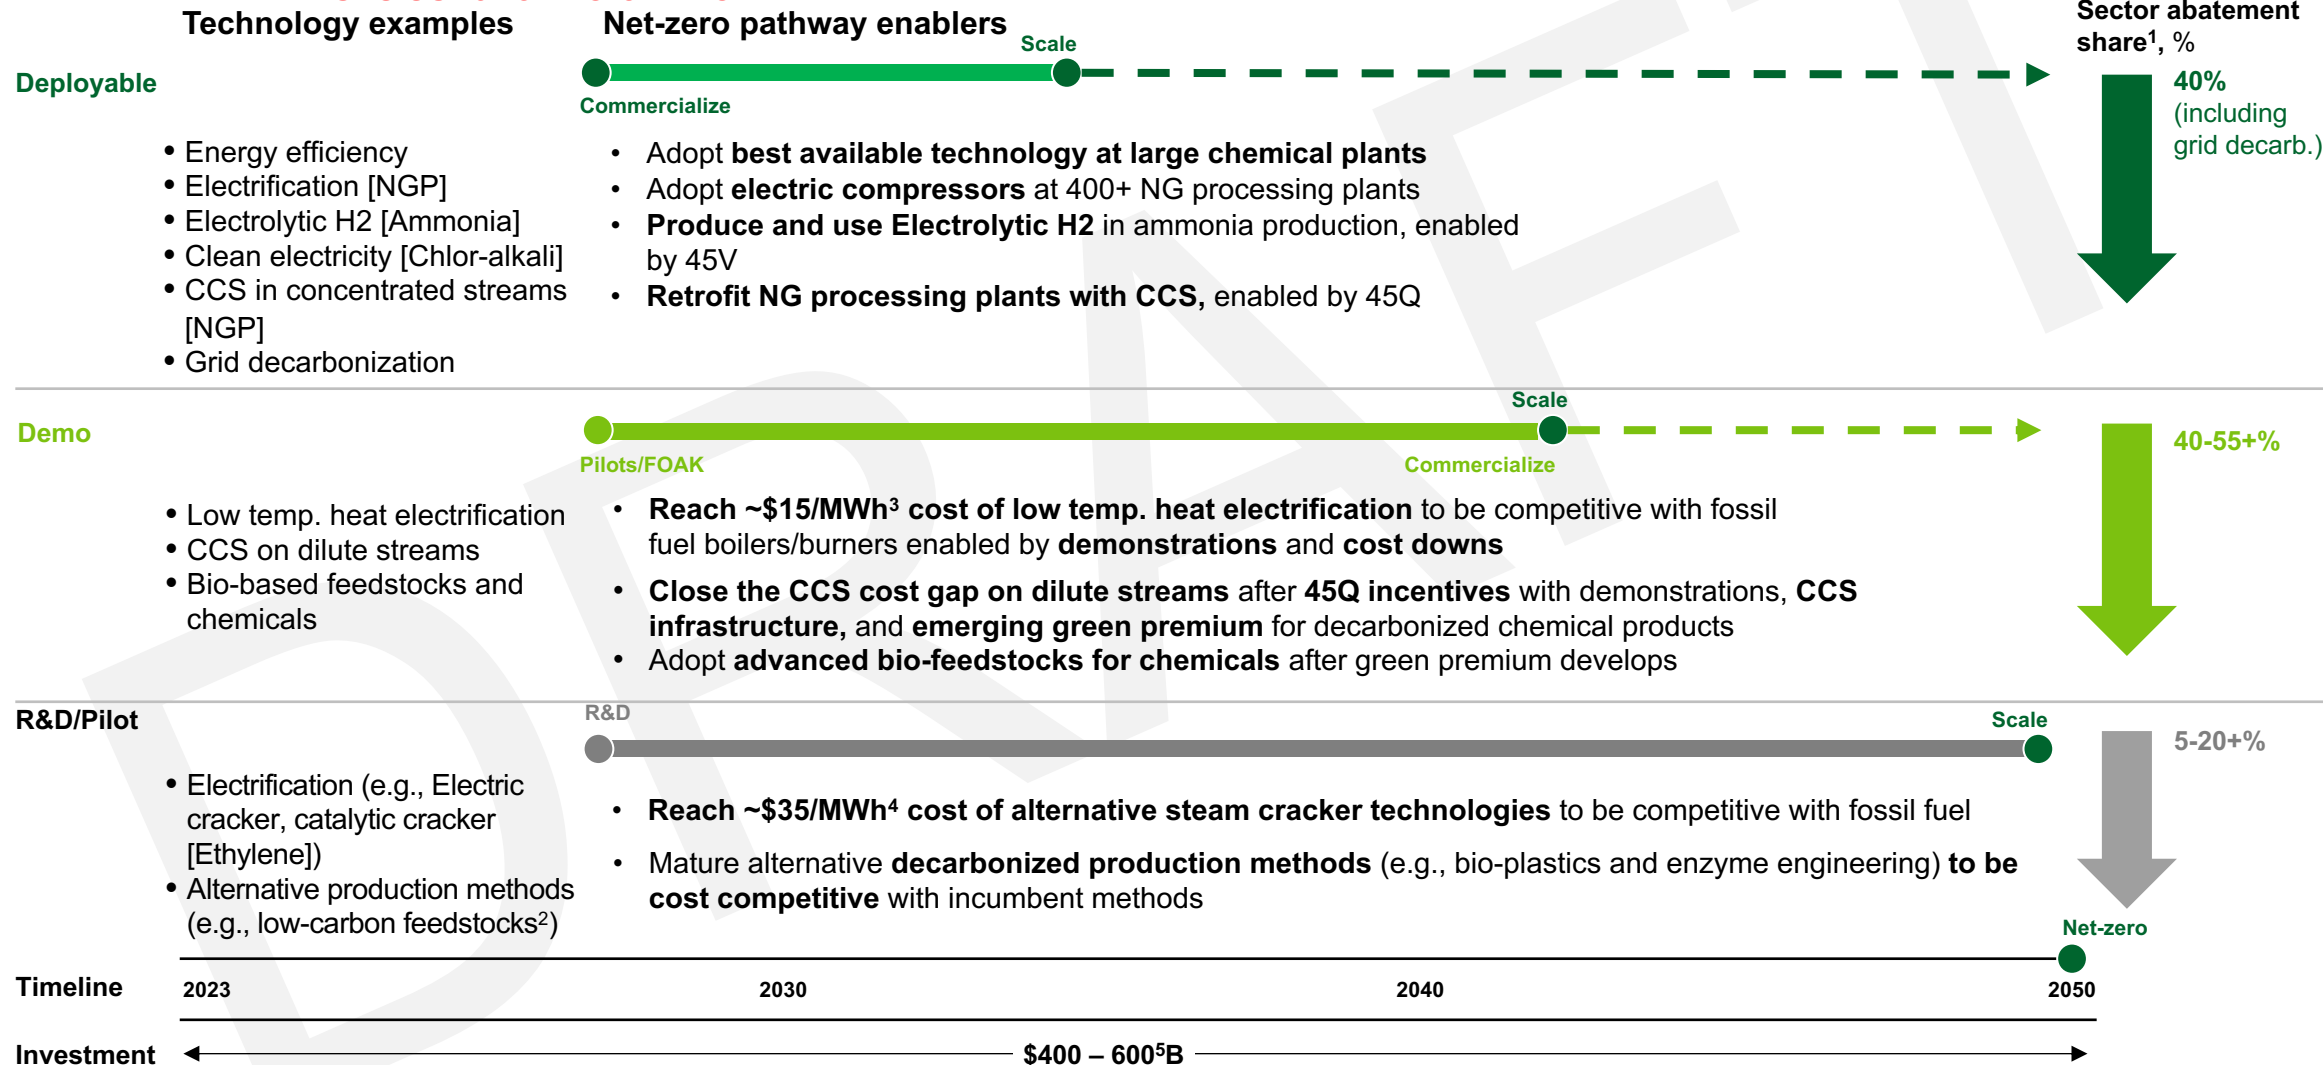 Technology examples
Net-zero pathway enablers
Sector abatement
share¹, %
Deployable
Scale
Commercialize
40%
(including
grid decarb.)
• Energy efficiency
• Electrification [NGP]
• Electrolytic H2 [Ammonia]
• Clean electricity [Chlor-alkali]
• CCS in concentrated streams
[NGP]
• Grid decarbonization
• Adopt best available technology at large chemical plants
• Adopt electric compressors at 400+ NG processing plants
• Produce and use Electrolytic H2 in ammonia production, enabled
by 45V
• Retrofit NG processing plants with CCS, enabled by 45Q
Demo
Scale
Pilots/FOAK
Commercialize
40-55+%
• Low temp. heat electrification
• CCS on dilute streams
• Bio-based feedstocks and
chemicals
• Reach ~$15/MWh³ cost of low temp. heat electrification to be competitive with fossil
fuel boilers/burners enabled by demonstrations and cost downs
• Close the CCS cost gap on dilute streams after 45Q incentives with demonstrations, CCS
infrastructure, and emerging green premium for decarbonized chemical products
• Adopt advanced bio-feedstocks for chemicals after green premium develops
R&D/Pilot
R&D
Scale
5-20+%
• Electrification (e.g., Electric
cracker, catalytic cracker
[Ethylene])
• Alternative production methods
(e.g., low-carbon feedstocks²)
• Reach ~$35/MWh⁴ cost of alternative steam cracker technologies to be competitive with fossil fuel
• Mature alternative decarbonized production methods (e.g., bio-plastics and enzyme engineering) to be
cost competitive with incumbent methods
Net-zero
Timeline
2023
2030
2040
2050
Investment
$400 – 600⁵B
DRAFT